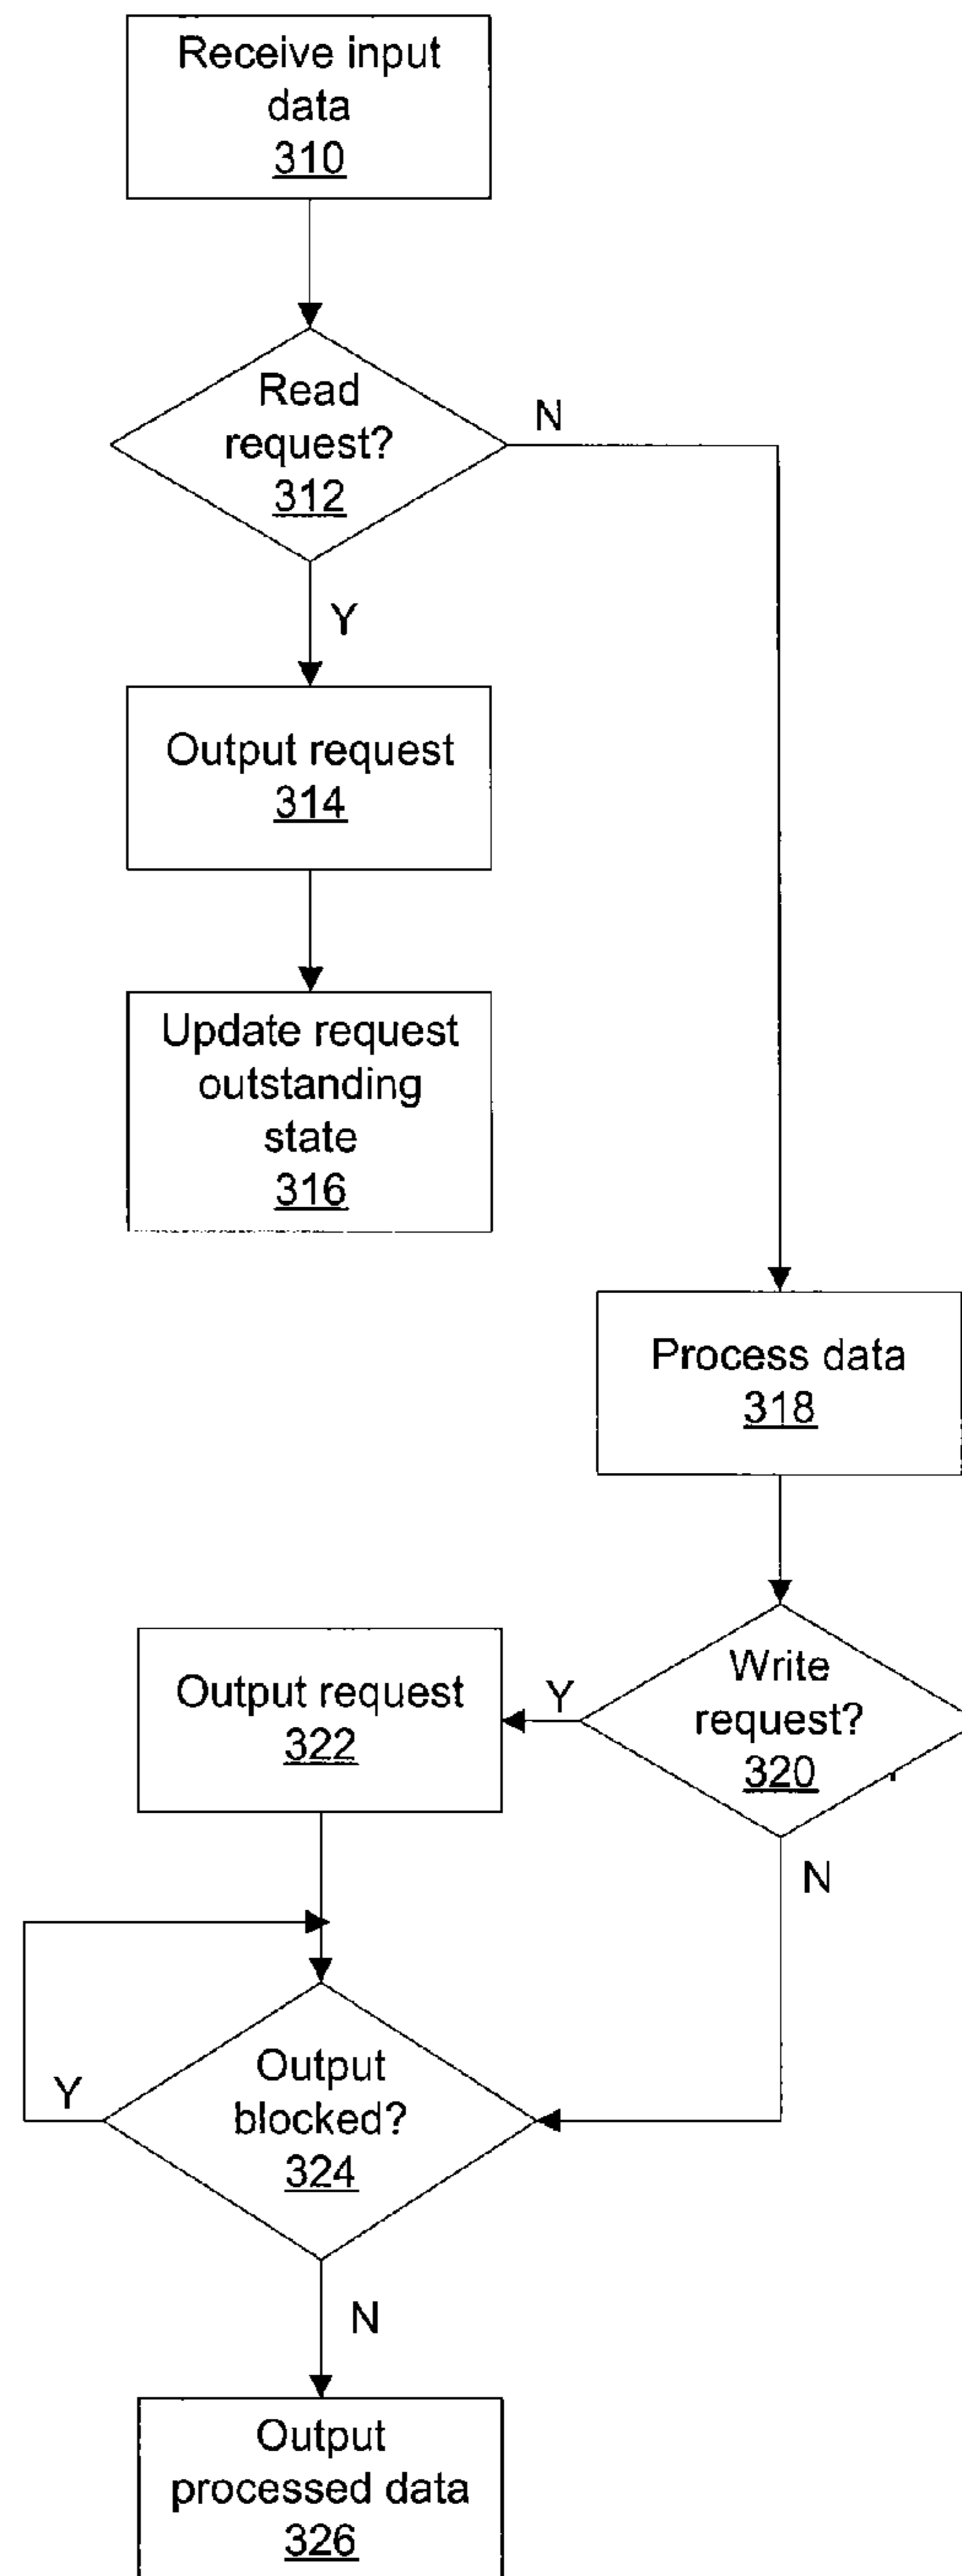 Receive input
data
310
Read
request?
312
N
Y
Output request
314
Update request
outstanding
state
316
Process data
318
Write
request?
320
Y
Output request
322
N
Output
blocked?
324
Y
N
Output
processed data
326